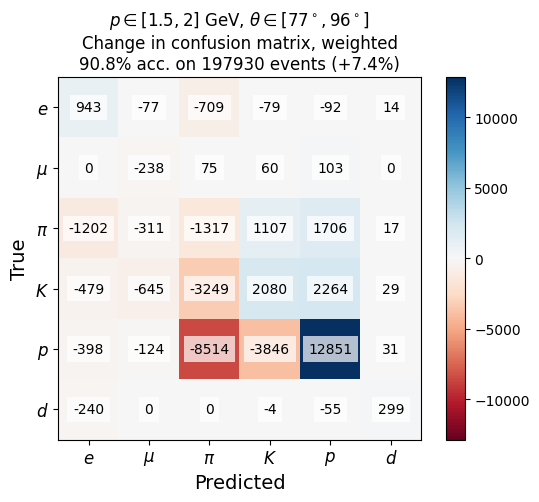 p ∈ [1.5, 2] GeV, θ ∈ [77°, 96°]
Change in confusion matrix, weighted
90.8% acc. on 197930 events (+7.4%)
e 943 -77 -709 -79 -92 14
μ 0 -238 75 60 103 0
π -1202 -311 -1317 1107 1706 17
K -479 -645 -3249 2080 2264 29
p -398 -124 -8514 -3846 12851 31
d -240 0 0 -4 -55 299
e μ π K p d
Predicted
True
10000
5000
0
−5000
−10000